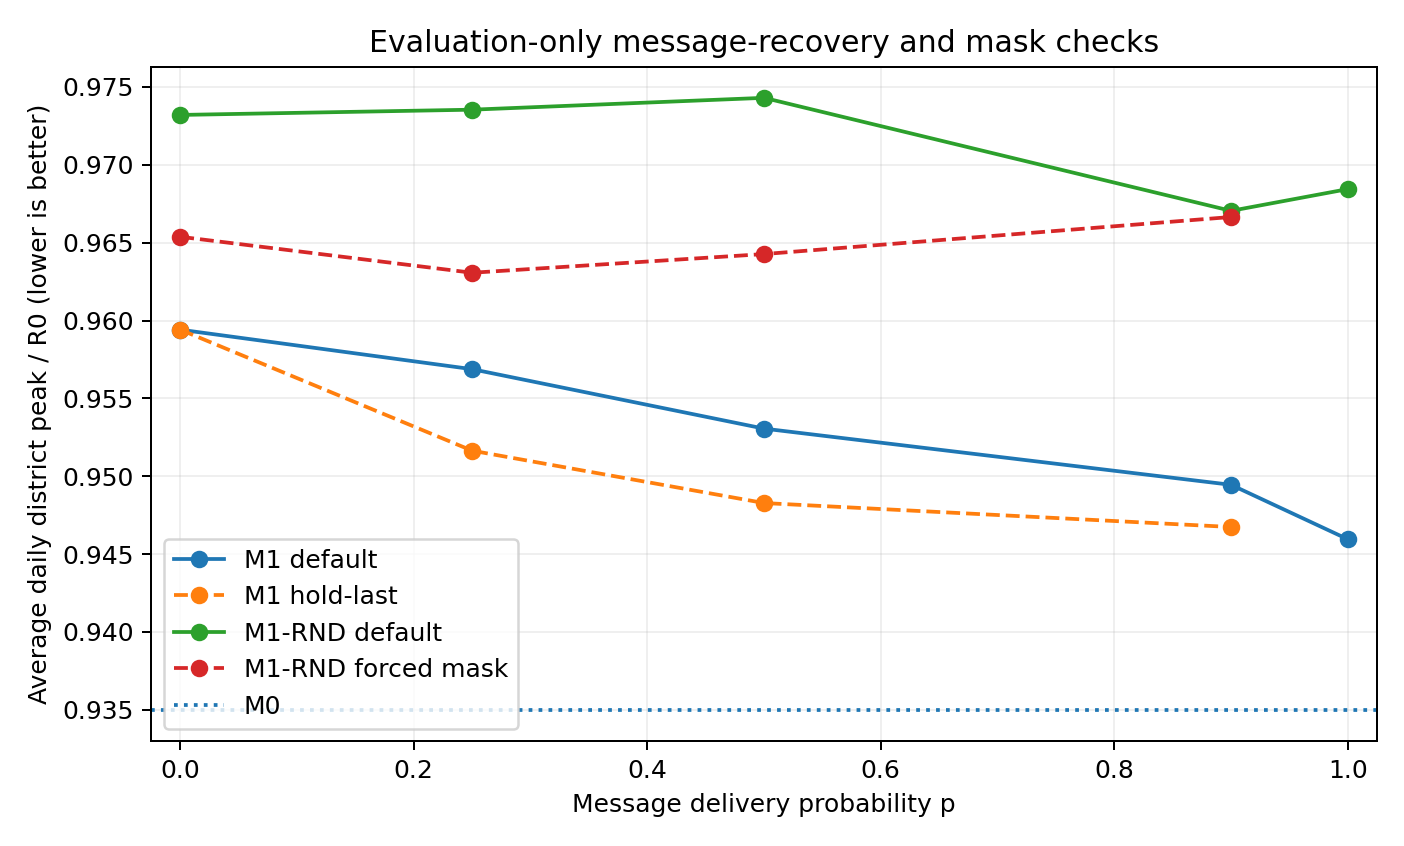 Evaluation-only message-recovery and mask checks
Average daily district peak / R0 (lower is better)
0.975
0.970
0.965
0.960
0.955
0.950
0.945
0.940
0.935
M1 default
M1 hold-last
M1-RND default
M1-RND forced mask
M0
0.0 0.2 0.4 0.6 0.8 1.0
Message delivery probability p